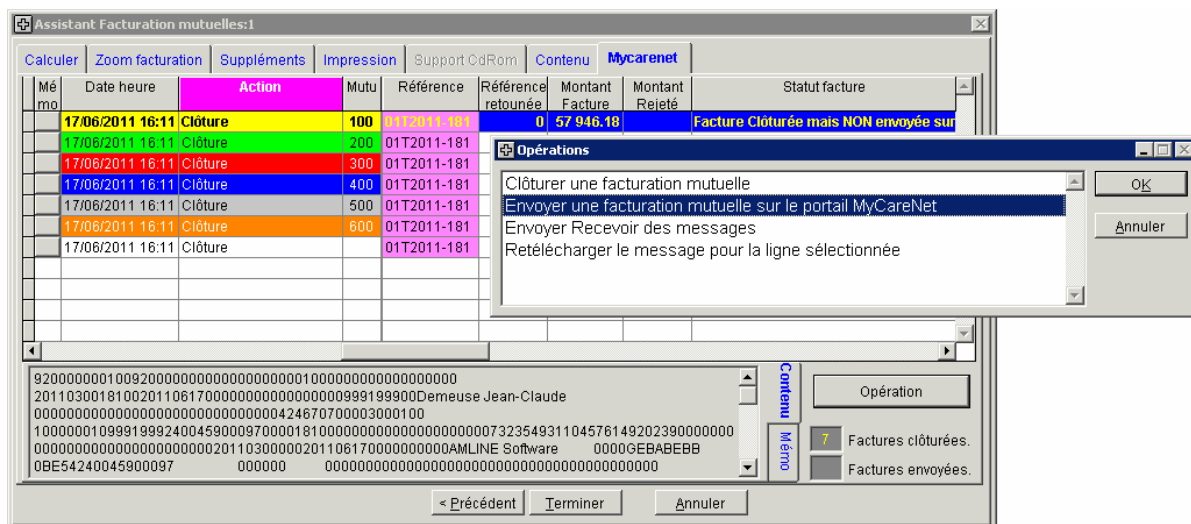 Assistant Facturation mutuelles:1
Calculer Zoom facturation Suppléments Impression Support CdRom Contenu Mycarenet
Mé mo Date heure Action Mutu Référence Référence retounée Montant Facture Montant Rejeté Statut facture
17/06/2011 16:11 Clôture 100 01T2011-181 0 57 946.18 Facture Clôturée mais NON envoyée sur
17/06/2011 16:11 Clôture 200 01T2011-181
17/06/2011 16:11 Clôture 300 01T2011-181
17/06/2011 16:11 Clôture 400 01T2011-181
17/06/2011 16:11 Clôture 500 01T2011-181
17/06/2011 16:11 Clôture 600 01T2011-181
17/06/2011 16:11 Clôture 01T2011-181
Opérations
Clôturer une facturation mutuelle
Envoyer une facturation mutuelle sur le portail MyCareNet
Envoyer Recevoir des messages
Retélécharger le message pour la ligne sélectionnée
OK
Annuler
Demeuse Jean-Claude
AMLINE Software 0000GEBABEBB
0BE54240045900097 000000
Contenu
Mémo
Opération
7 Factures clôturées.
Factures envoyées.
< Précédent Terminer Annuler